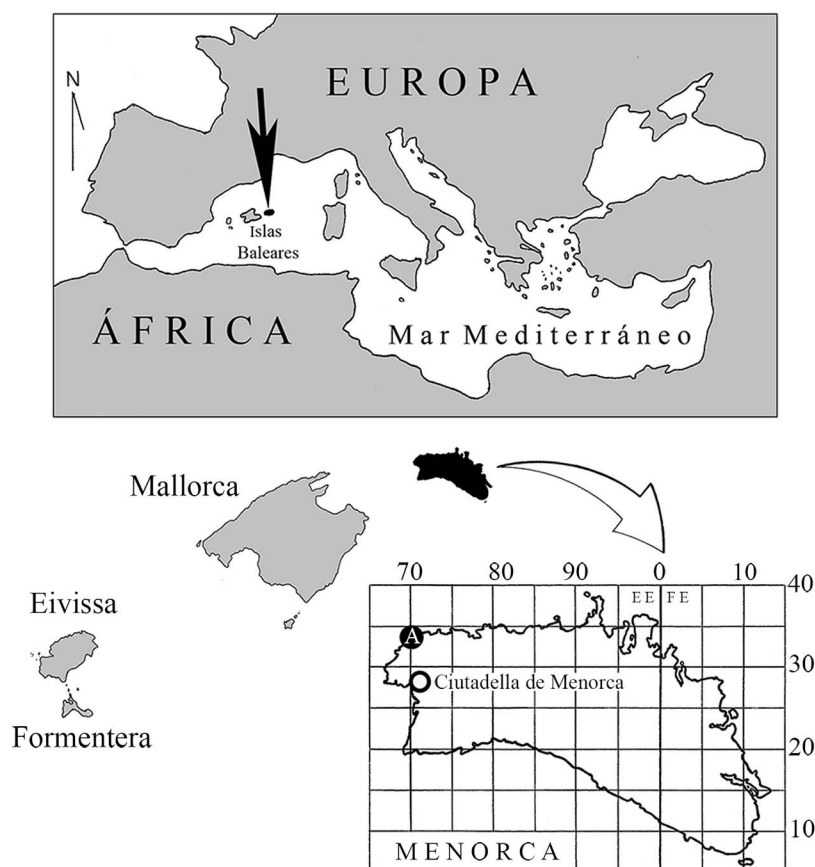 EUROPA
N
Islas
Baleares
ÁFRICA
Mar Mediterráneo
Mallorca
Eivissa
Formentera
70 80 90 0 10
40
EE FE
A
30
Ciutadella de Menorca
20
10
MENORCA